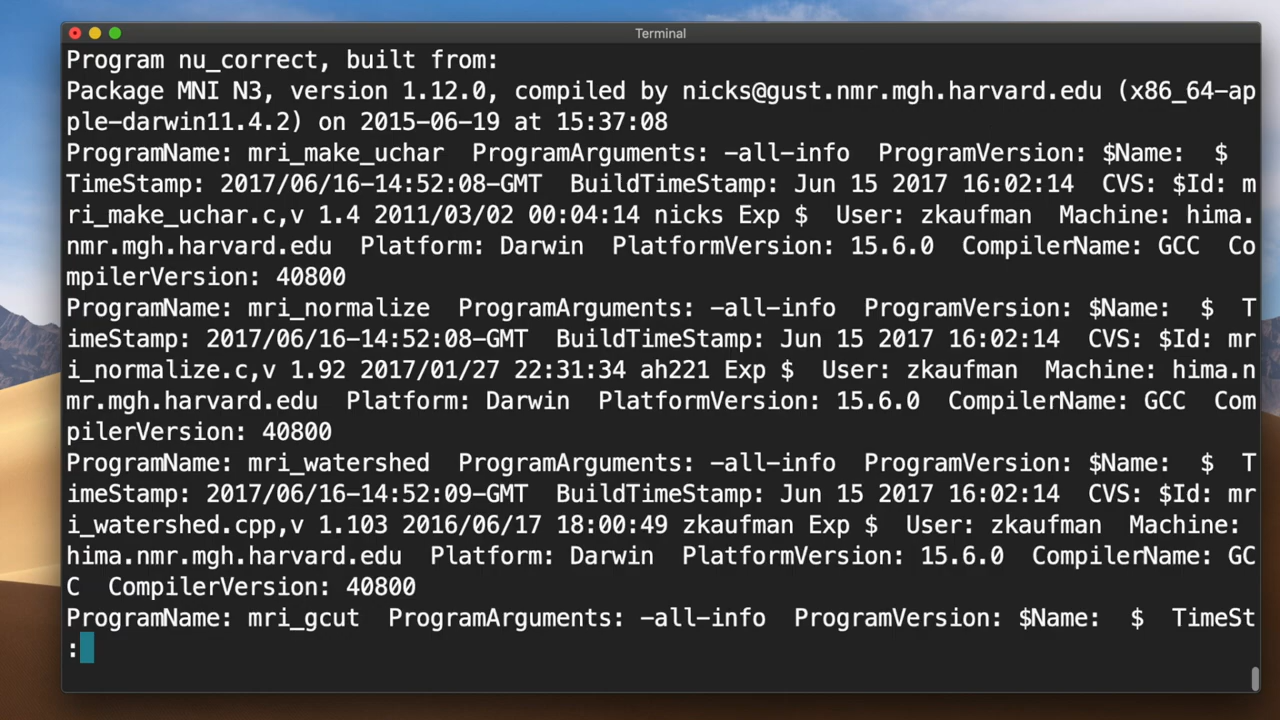 Terminal
Program nu_correct, built from:
Package MNI N3, version 1.12.0, compiled by nicks@gust.nmr.mgh.harvard.edu (x86_64-ap
ple-darwin11.4.2) on 2015-06-19 at 15:37:08
ProgramName: mri_make_uchar  ProgramArguments: -all-info  ProgramVersion: $Name:  $
TimeStamp: 2017/06/16-14:52:08-GMT  BuildTimeStamp: Jun 15 2017 16:02:14  CVS: $Id: m
ri_make_uchar.c,v 1.4 2011/03/02 00:04:14 nicks Exp $  User: zkaufman  Machine: hima.
nmr.mgh.harvard.edu  Platform: Darwin  PlatformVersion: 15.6.0  CompilerName: GCC  Co
mpilerVersion: 40800
ProgramName: mri_normalize  ProgramArguments: -all-info  ProgramVersion: $Name:  $  T
imeStamp: 2017/06/16-14:52:08-GMT  BuildTimeStamp: Jun 15 2017 16:02:14  CVS: $Id: mr
i_normalize.c,v 1.92 2017/01/27 22:31:34 ah221 Exp $  User: zkaufman  Machine: hima.n
mr.mgh.harvard.edu  Platform: Darwin  PlatformVersion: 15.6.0  CompilerName: GCC  Com
pilerVersion: 40800
ProgramName: mri_watershed  ProgramArguments: -all-info  ProgramVersion: $Name:  $  T
imeStamp: 2017/06/16-14:52:09-GMT  BuildTimeStamp: Jun 15 2017 16:02:14  CVS: $Id: mr
i_watershed.cpp,v 1.103 2016/06/17 18:00:49 zkaufman Exp $  User: zkaufman  Machine:
hima.nmr.mgh.harvard.edu  Platform: Darwin  PlatformVersion: 15.6.0  CompilerName: GC
C  CompilerVersion: 40800
ProgramName: mri_gcut  ProgramArguments: -all-info  ProgramVersion: $Name:  $  TimeSt
: